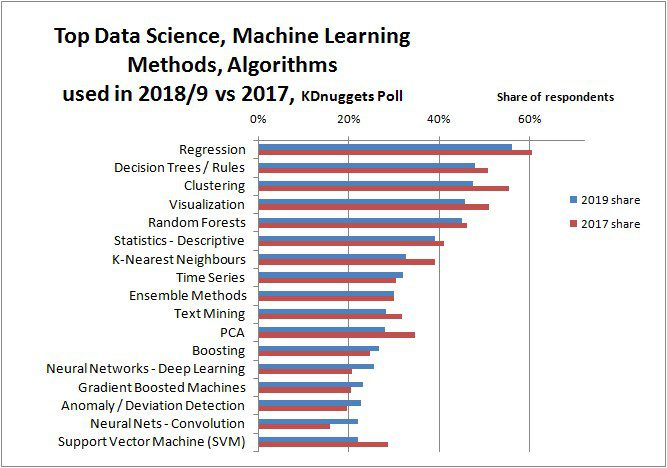 Top Data Science, Machine Learning
Methods, Algorithms
used in 2018/9 vs 2017, KDnuggets Poll
Share of respondents
0% 20% 40% 60%
Regression
Decision Trees / Rules
Clustering
Visualization
Random Forests
Statistics - Descriptive
K-Nearest Neighbours
Time Series
Ensemble Methods
Text Mining
PCA
Boosting
Neural Networks - Deep Learning
Gradient Boosted Machines
Anomaly / Deviation Detection
Neural Nets - Convolution
Support Vector Machine (SVM)
2019 share
2017 share